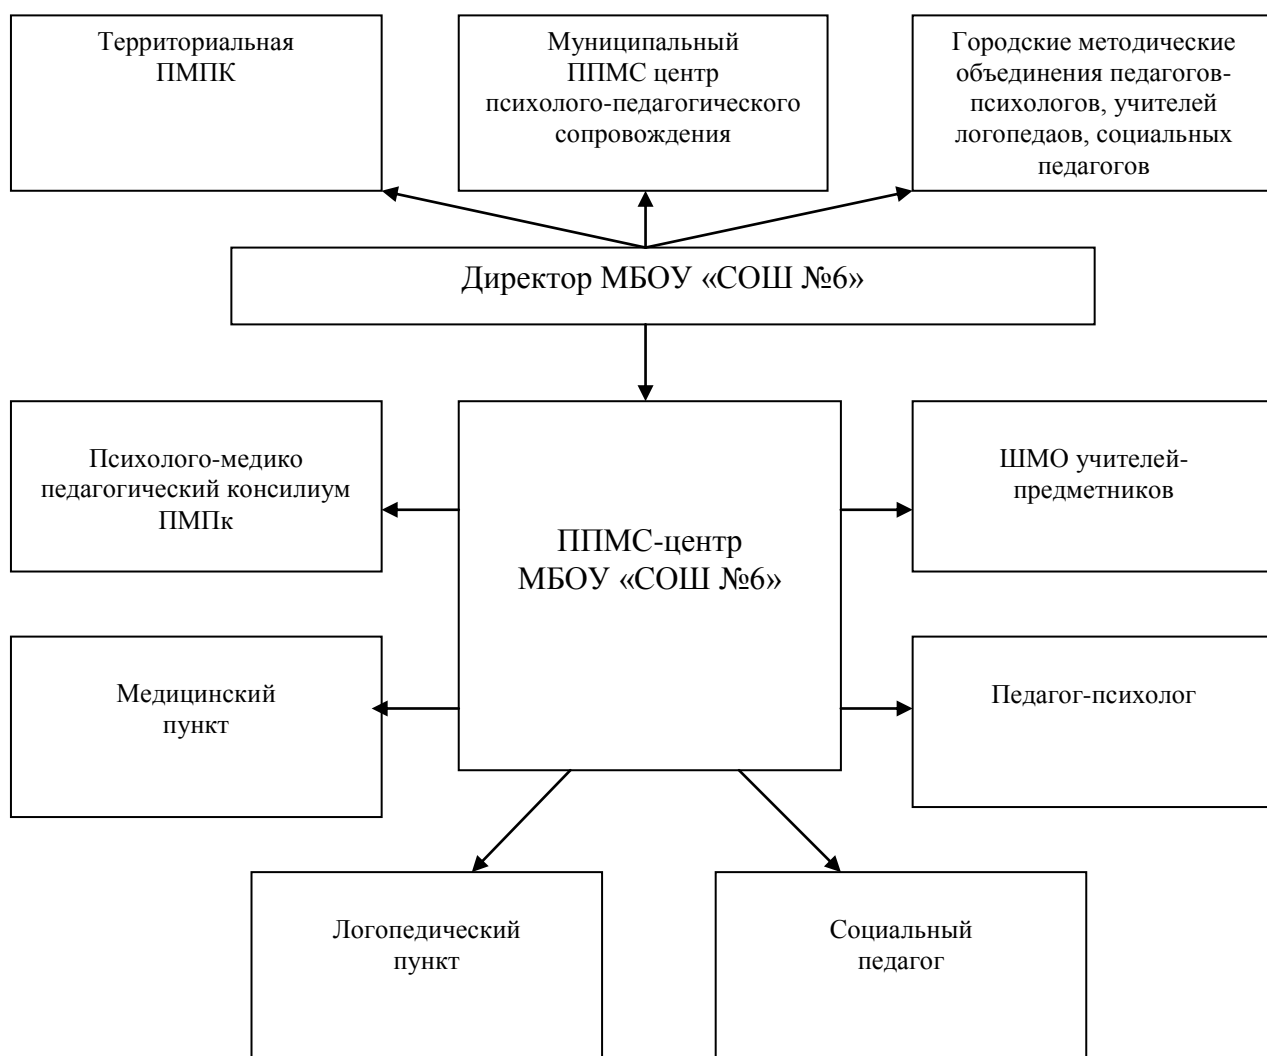 Территориальная
ПМПК
Муниципальный
ППМС центр
психолого-педагогического
сопровождения
Городские методические
объединения педагогов-
психологов, учителей
логопедаов, социальных
педагогов
Директор МБОУ «СОШ №6»
Психолого-медико
педагогический консилиум
ПМПк
ППМС-центр
МБОУ «СОШ №6»
ШМО учителей-
предметников
Медицинский
пункт
Педагог-психолог
Логопедический
пункт
Социальный
педагог